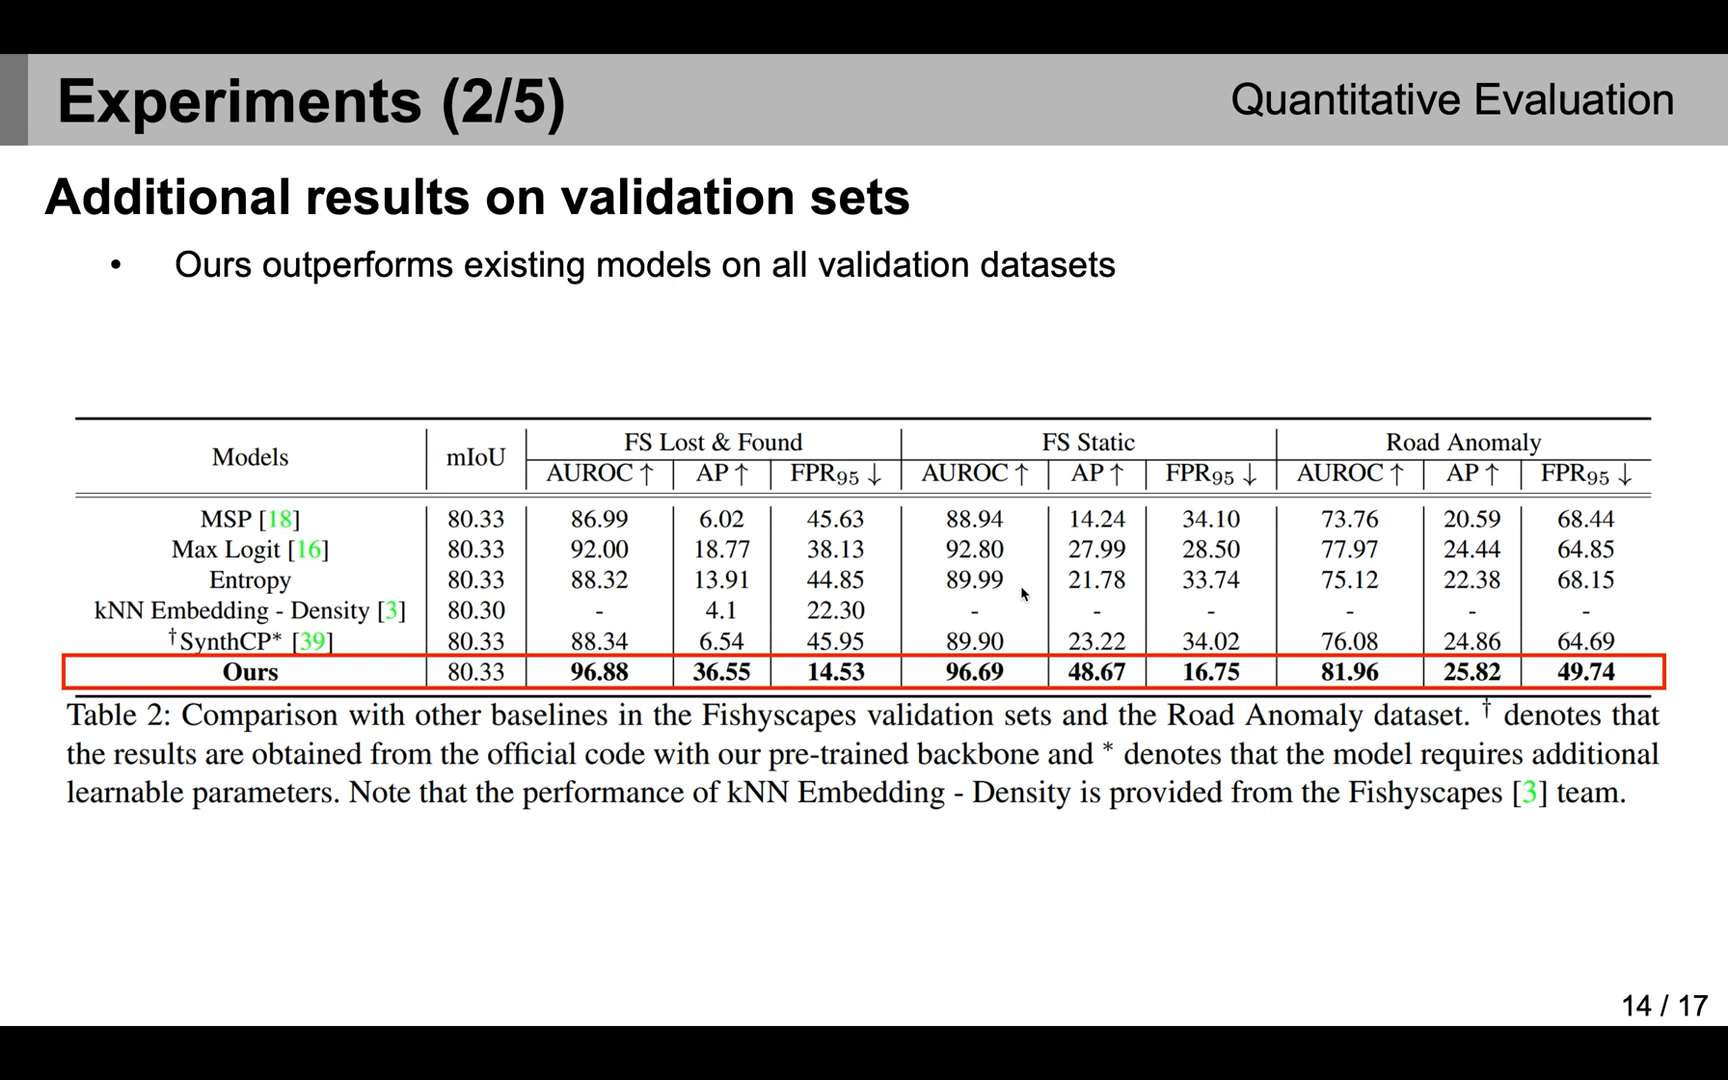 Experiments (2/5)
Quantitative Evaluation
Additional results on validation sets
• Ours outperforms existing models on all validation datasets
Models mIoU FS Lost & Found FS Static Road Anomaly
AUROC ↑ AP ↑ FPR95 ↓ AUROC ↑ AP ↑ FPR95 ↓ AUROC ↑ AP ↑ FPR95 ↓
MSP [18] 80.33 86.99 6.02 45.63 88.94 14.24 34.10 73.76 20.59 68.44
Max Logit [16] 80.33 92.00 18.77 38.13 92.80 27.99 28.50 77.97 24.44 64.85
Entropy 80.33 88.32 13.91 44.85 89.99 21.78 33.74 75.12 22.38 68.15
kNN Embedding - Density [3] 80.30 - 4.1 22.30 - - - - - -
†SynthCP* [39] 80.33 88.34 6.54 45.95 89.90 23.22 34.02 76.08 24.86 64.69
Ours 80.33 96.88 36.55 14.53 96.69 48.67 16.75 81.96 25.82 49.74
Table 2: Comparison with other baselines in the Fishyscapes validation sets and the Road Anomaly dataset. † denotes that
the results are obtained from the official code with our pre-trained backbone and * denotes that the model requires additional
learnable parameters. Note that the performance of kNN Embedding - Density is provided from the Fishyscapes [3] team.
14 / 17